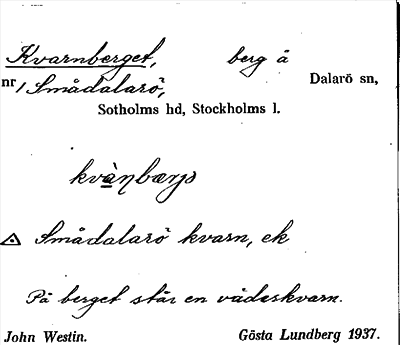 Kvarnberget, berg å
nr 1 Smådalarö, Dalarö sn,
Sotholms hd, Stockholms l.
kvàṇbærjə
Smådalarö kvarn, ek
På berget står en väderkvarn.
John Westin. Gösta Lundberg 1937.